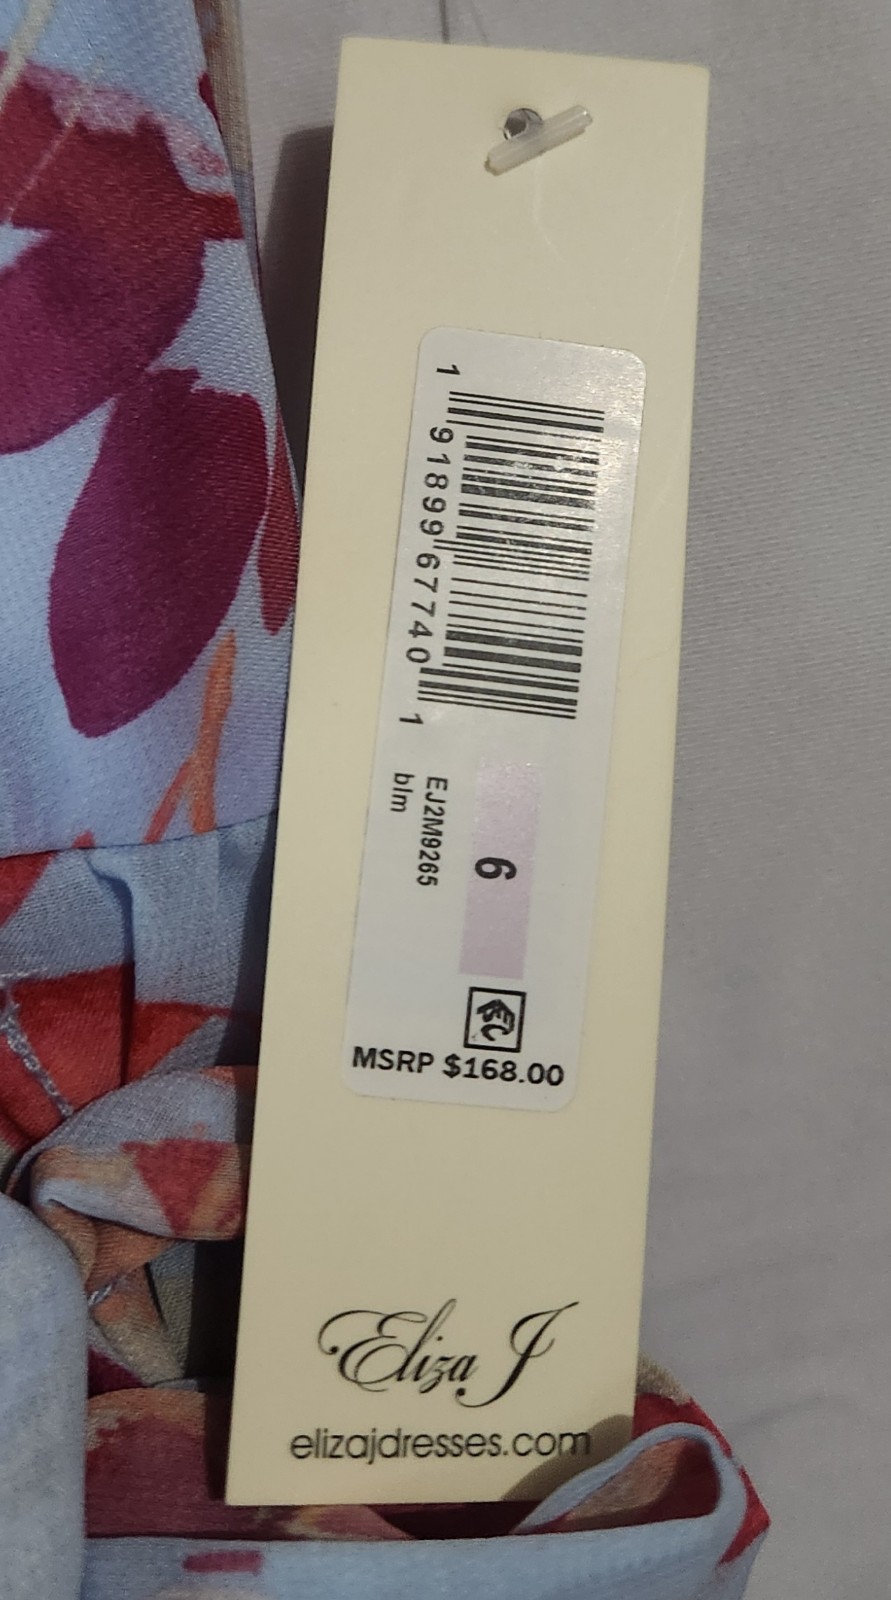 1 91899 67740 1
EJ2M9265
blm
6
MSRP $168.00
Eliza J
elizajdresses.com